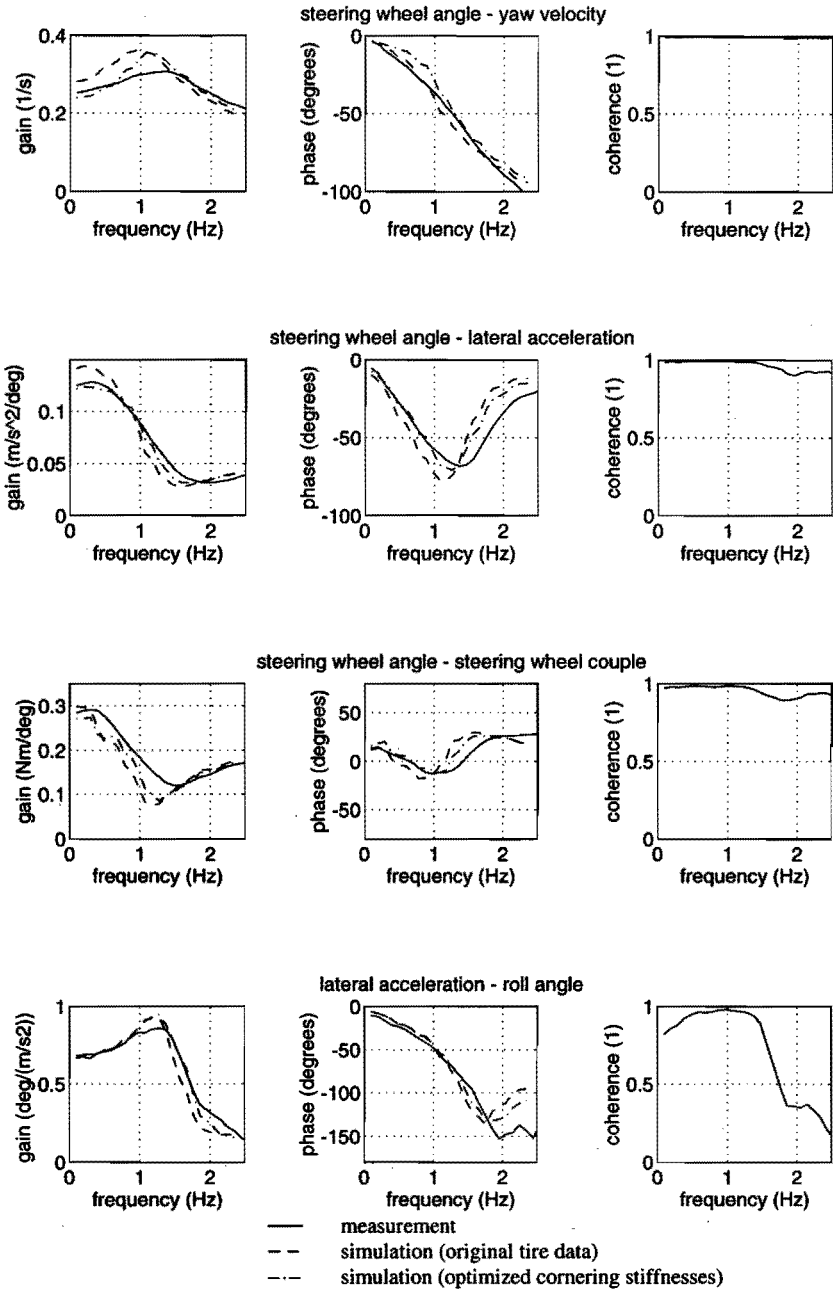 steering wheel angle - yaw velocity
gain (1/s)
0.4
0.2
0
0 1 2
frequency (Hz)
phase (degrees)
0
-50
-100
0 1 2
frequency (Hz)
coherence (1)
1
0.5
0
0 1 2
frequency (Hz)
steering wheel angle - lateral acceleration
gain (m/s^2/deg)
0.1
0.05
0
0 1 2
frequency (Hz)
phase (degrees)
0
-50
-100
0 1 2
frequency (Hz)
coherence (1)
1
0.5
0
0 1 2
frequency (Hz)
steering wheel angle - steering wheel couple
gain (Nm/deg)
0.3
0.2
0.1
0
0 1 2
frequency (Hz)
phase (degrees)
50
0
-50
0 1 2
frequency (Hz)
coherence (1)
1
0.5
0
0 1 2
frequency (Hz)
lateral acceleration - roll angle
gain (deg/(m/s2))
1
0.5
0
0 1 2
frequency (Hz)
phase (degrees)
0
-50
-100
-150
0 1 2
frequency (Hz)
coherence (1)
1
0.5
0
0 1 2
frequency (Hz)
measurement
simulation (original tire data)
simulation (optimized cornering stiffnesses)